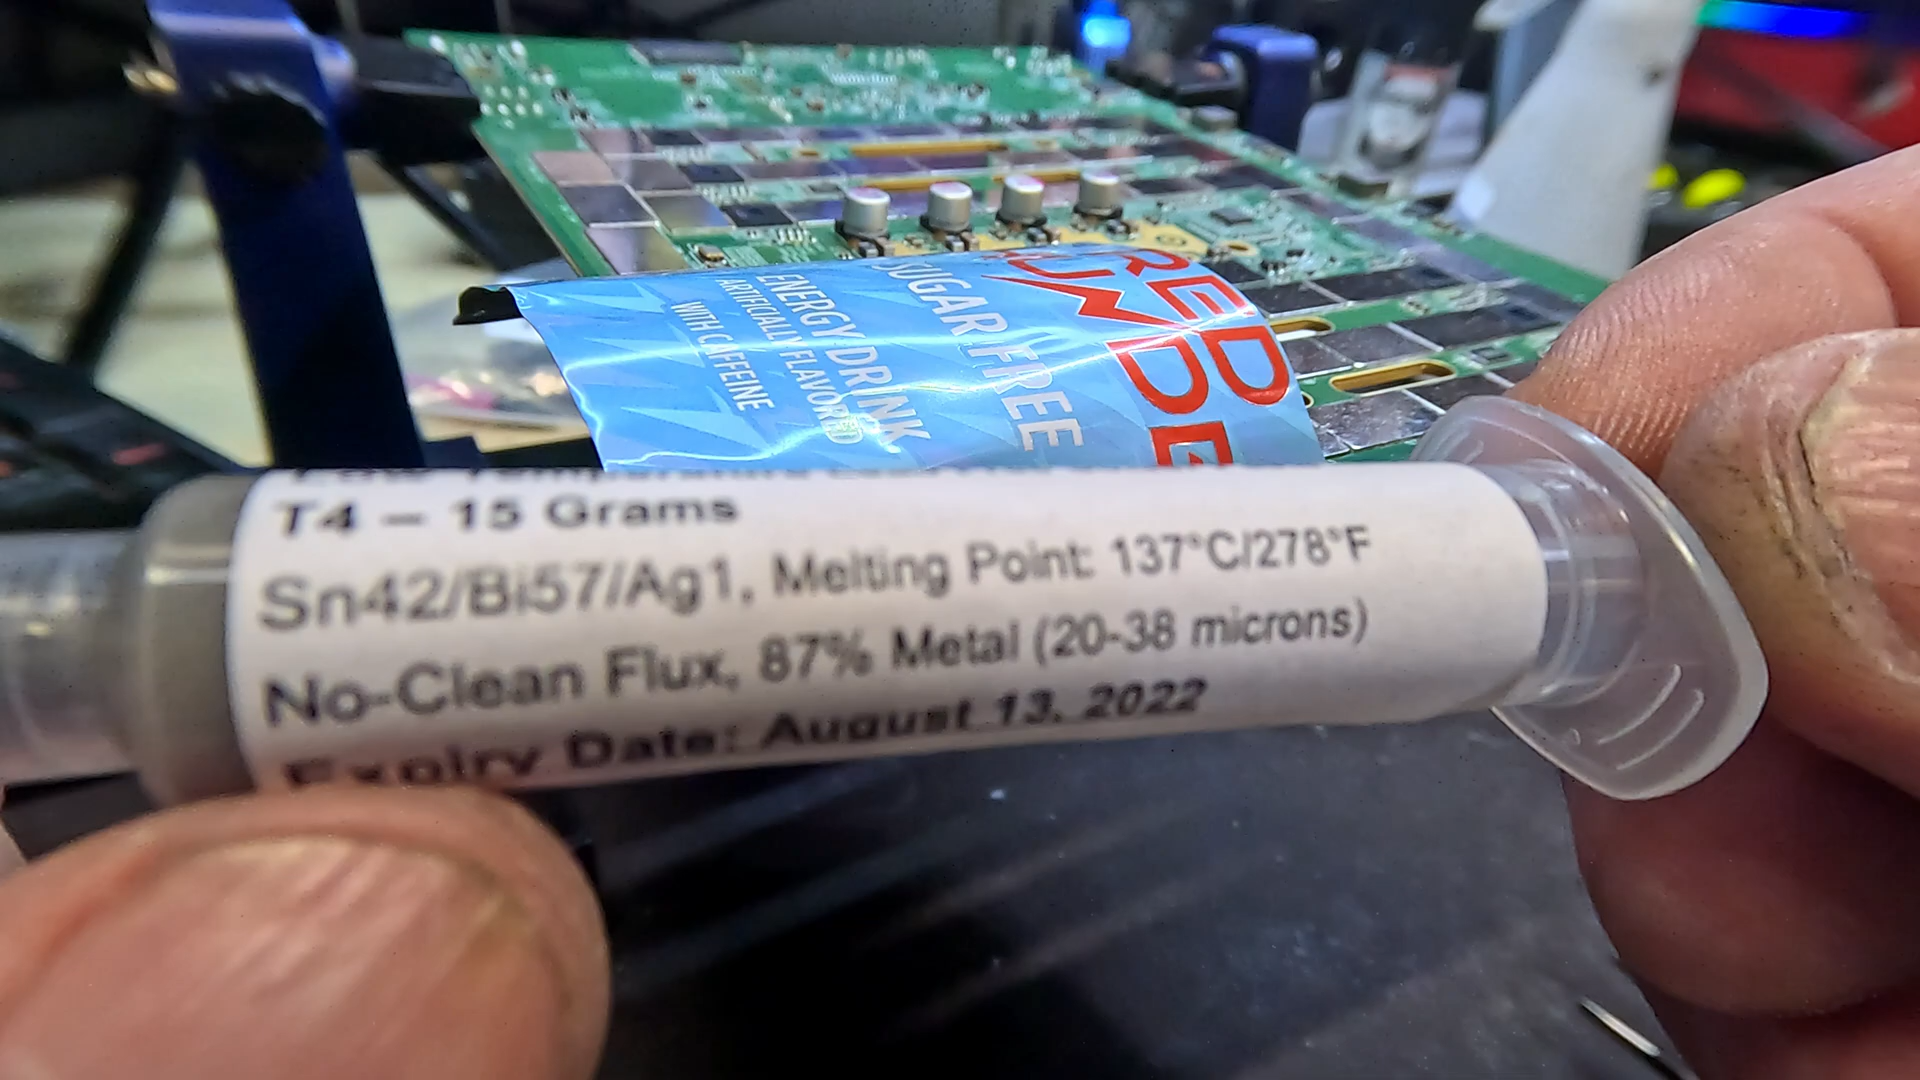 RED
SUGAR FREE
ENERGY DRINK
ARTIFICIALLY FLAVORED
WITH CAFFEINE
T4 – 15 Grams
Sn42/Bi57/Ag1, Melting Point: 137°C/278°F
No-Clean Flux, 87% Metal (20-38 microns)
Expiry Date: August 13, 2022